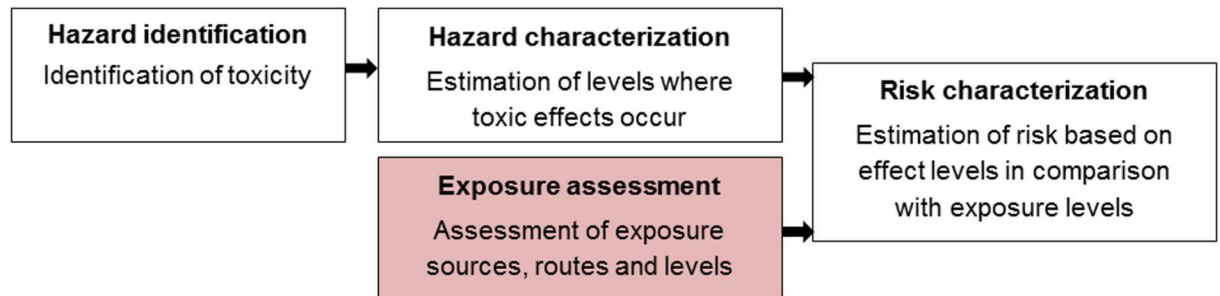 Hazard identification
Identification of toxicity
Hazard characterization
Estimation of levels where
toxic effects occur
Exposure assessment
Assessment of exposure
sources, routes and levels
Risk characterization
Estimation of risk based on
effect levels in comparison
with exposure levels